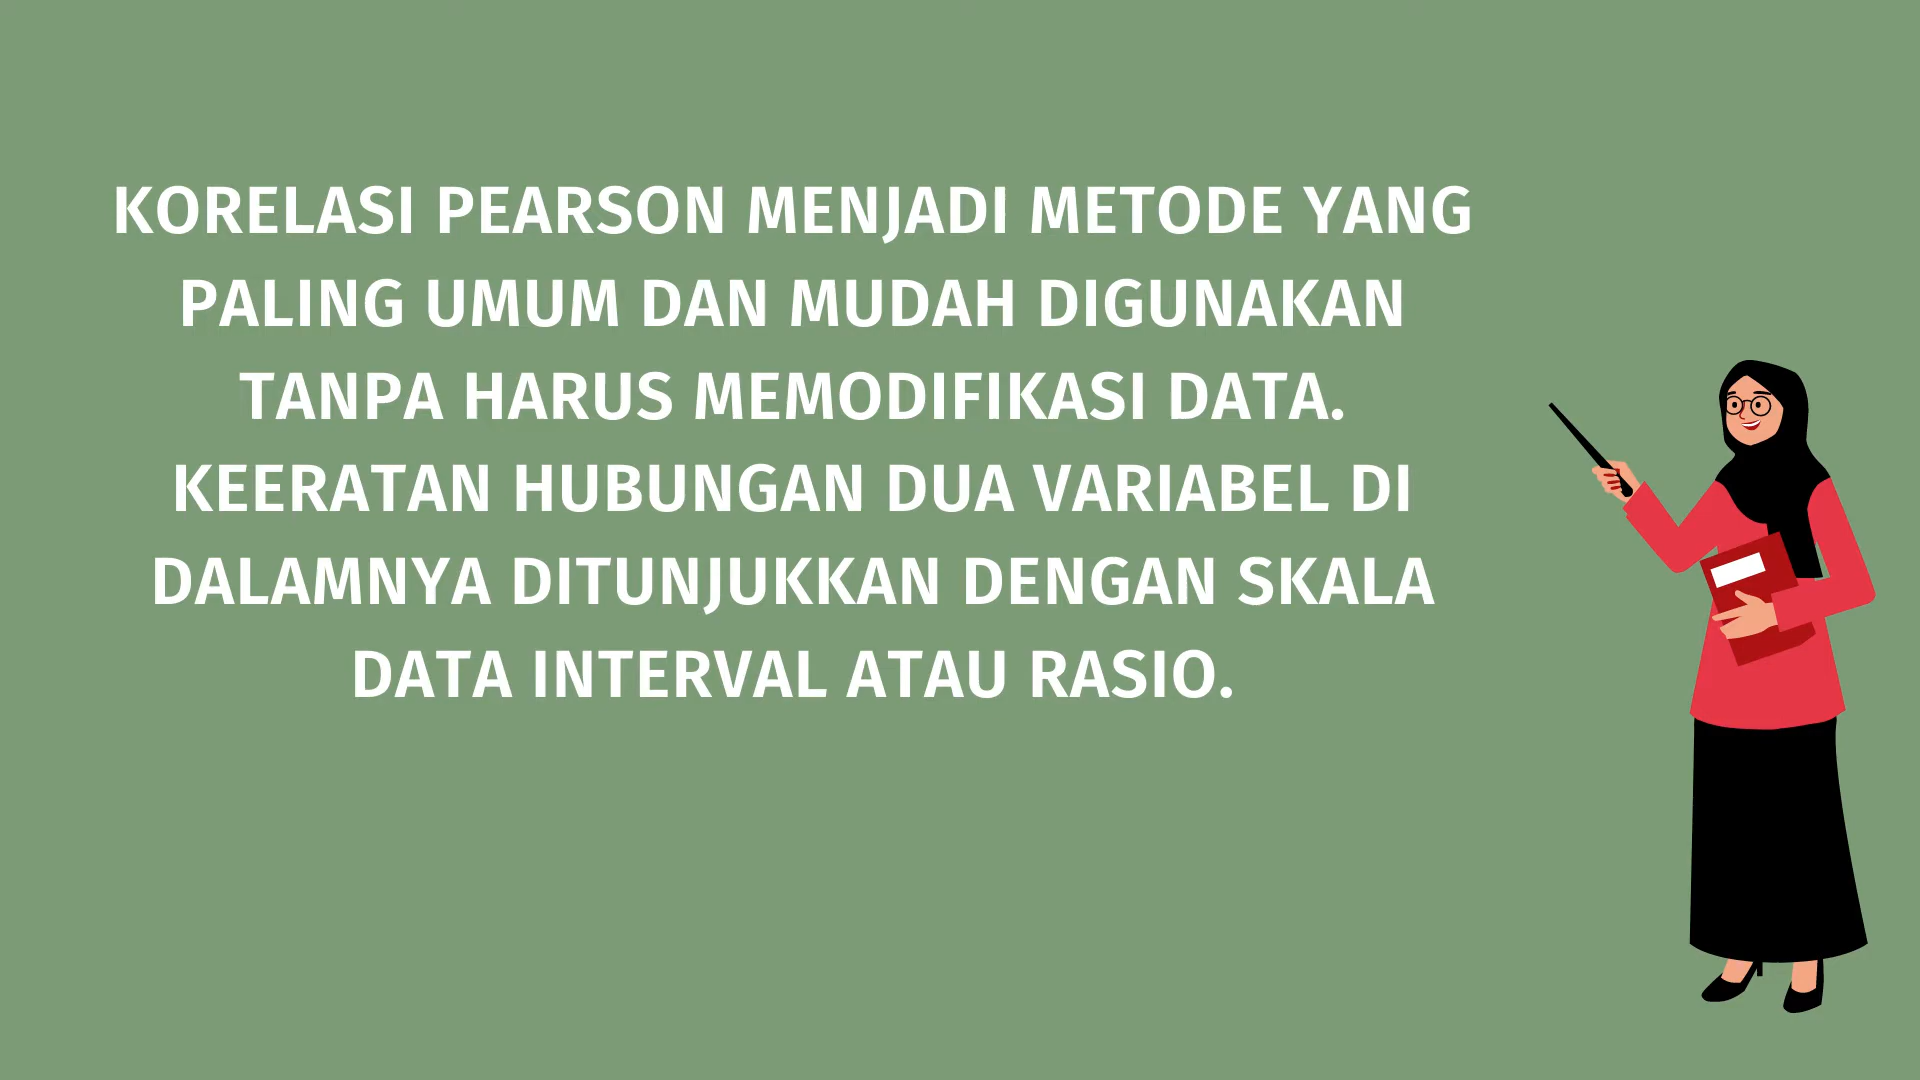 KORELASI PEARSON MENJADI METODE YANG
PALING UMUM DAN MUDAH DIGUNAKAN
TANPA HARUS MEMODIFIKASI DATA.
KEERATAN HUBUNGAN DUA VARIABEL DI
DALAMNYA DITUNJUKKAN DENGAN SKALA
DATA INTERVAL ATAU RASIO.